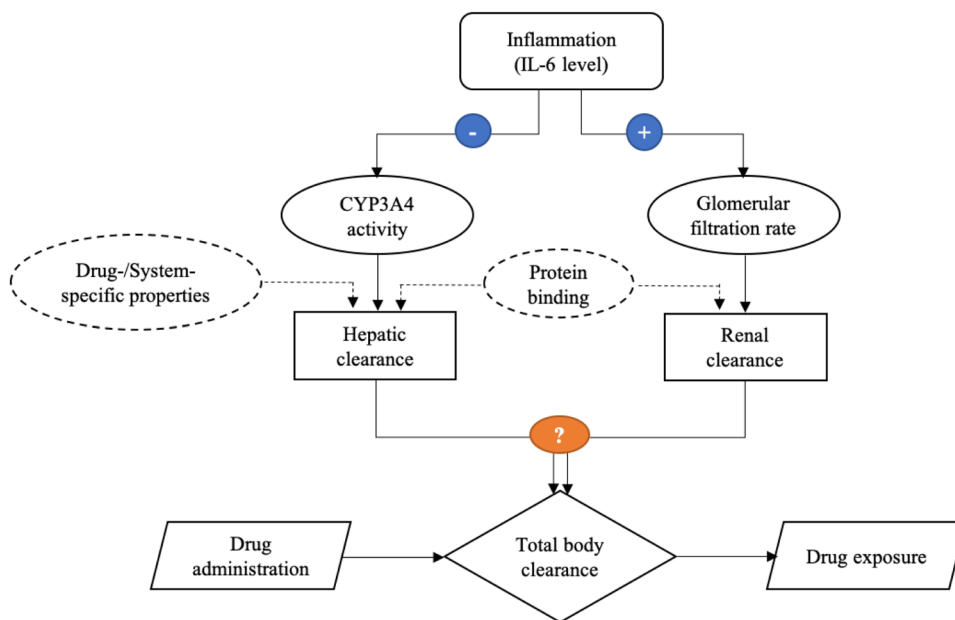 Inflammation
(IL-6 level)
-
+
CYP3A4
activity
Glomerular
filtration rate
Drug-/System-
specific properties
Protein
binding
Hepatic
clearance
Renal
clearance
?
Drug
administration
Total body
clearance
Drug exposure